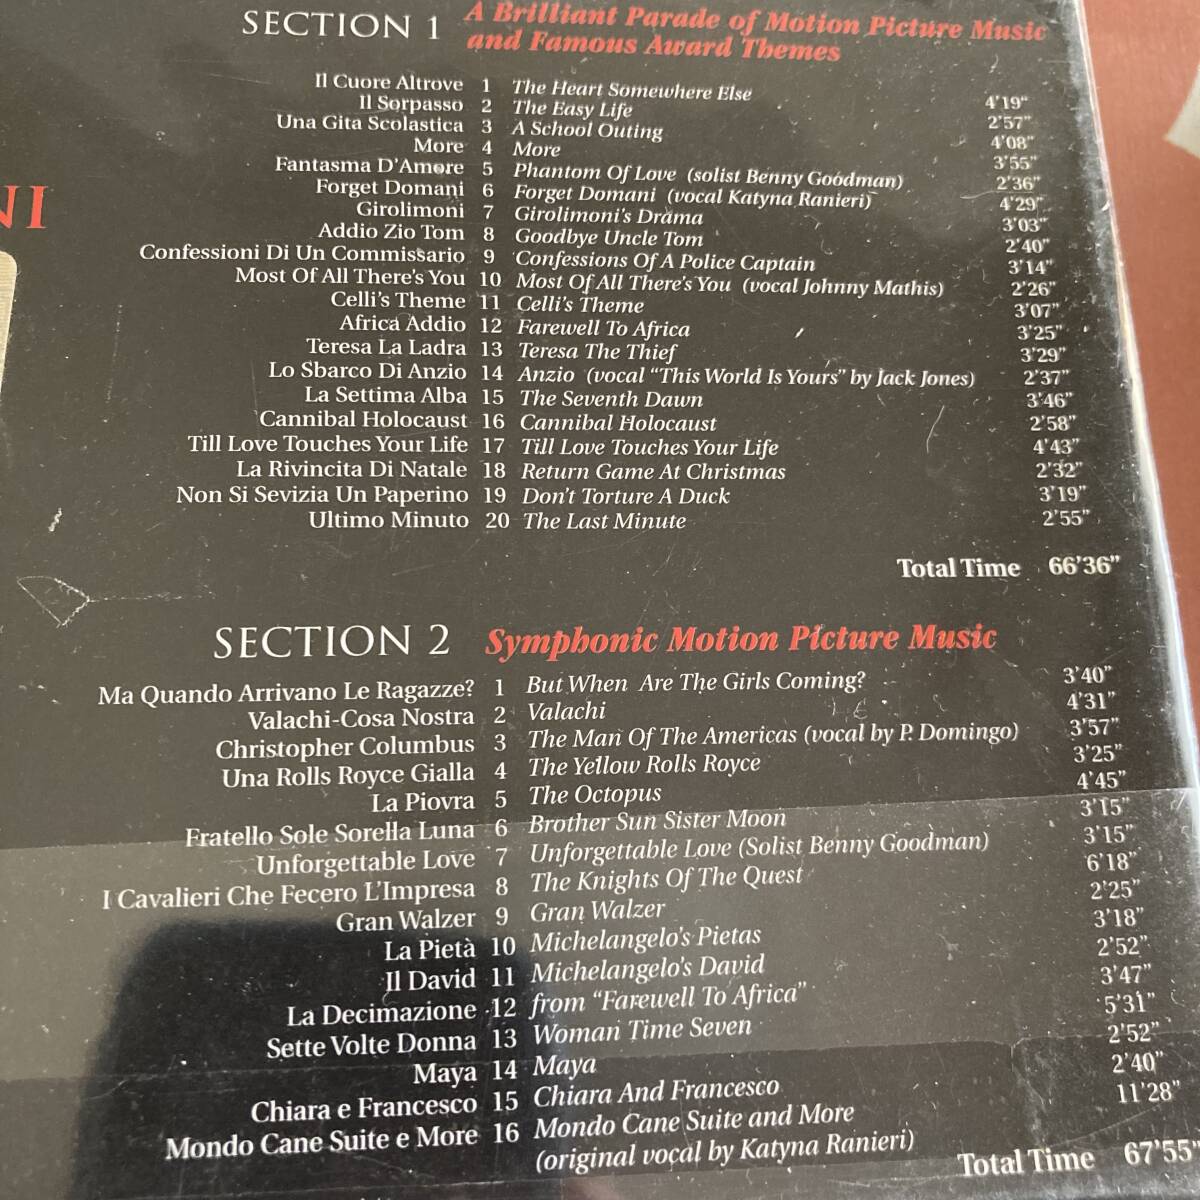 SECTION 1 A Brilliant Parade of Motion Picture Music
and Famous Award Themes
Il Cuore Altrove 1 The Heart Somewhere Else 4'19"
Il Sorpasso 2 The Easy Life 2'57"
Una Gita Scolastica 3 A School Outing 4'08"
More 4 More 3'55"
Fantasma D'Amore 5 Phantom Of Love (solist Benny Goodman) 2'36"
Forget Domani 6 Forget Domani (vocal Katyna Ranieri) 4'29"
Girolimoni 7 Girolimoni's Drama 3'03"
Addio Zio Tom 8 Goodbye Uncle Tom 2'40"
Confessioni Di Un Commissario 9 Confessions Of A Police Captain 3'14"
Most Of All There's You 10 Most Of All There's You (vocal Johnny Mathis) 2'26"
Celli's Theme 11 Celli's Theme 3'07"
Africa Addio 12 Farewell To Africa 3'25"
Teresa La Ladra 13 Teresa The Thief 3'29"
Lo Sbarco Di Anzio 14 Anzio (vocal "This World Is Yours" by Jack Jones) 2'37"
La Settima Alba 15 The Seventh Dawn 3'46"
Cannibal Holocaust 16 Cannibal Holocaust 2'58"
Till Love Touches Your Life 17 Till Love Touches Your Life 4'43"
La Rivincita Di Natale 18 Return Game At Christmas 2'32"
Non Si Sevizia Un Paperino 19 Don't Torture A Duck 3'19"
Ultimo Minuto 20 The Last Minute 2'55"
Total Time 66'36"
NI
SECTION 2 Symphonic Motion Picture Music
Ma Quando Arrivano Le Ragazze? 1 But When Are The Girls Coming? 3'40"
Valachi-Cosa Nostra 2 Valachi 4'31"
Christopher Columbus 3 The Man Of The Americas (vocal by P. Domingo) 3'57"
Una Rolls Royce Gialla 4 The Yellow Rolls Royce 3'25"
La Piovra 5 The Octopus 4'45"
Fratello Sole Sorella Luna 6 Brother Sun Sister Moon 3'15"
Unforgettable Love 7 Unforgettable Love (Solist Benny Goodman) 3'15"
I Cavalieri Che Fecero L'Impresa 8 The Knights Of The Quest 6'18"
Gran Walzer 9 Gran Walzer 2'25"
La Pietà 10 Michelangelo's Pietas 3'18"
Il David 11 Michelangelo's David 2'52"
La Decimazione 12 from "Farewell To Africa" 3'47"
Sette Volte Donna 13 Woman Time Seven 5'31"
Maya 14 Maya 2'52"
Chiara e Francesco 15 Chiara And Francesco 2'40"
Mondo Cane Suite e More 16 Mondo Cane Suite and More 11'28"
(original vocal by Katyna Ranieri)
Total Time 67'55"